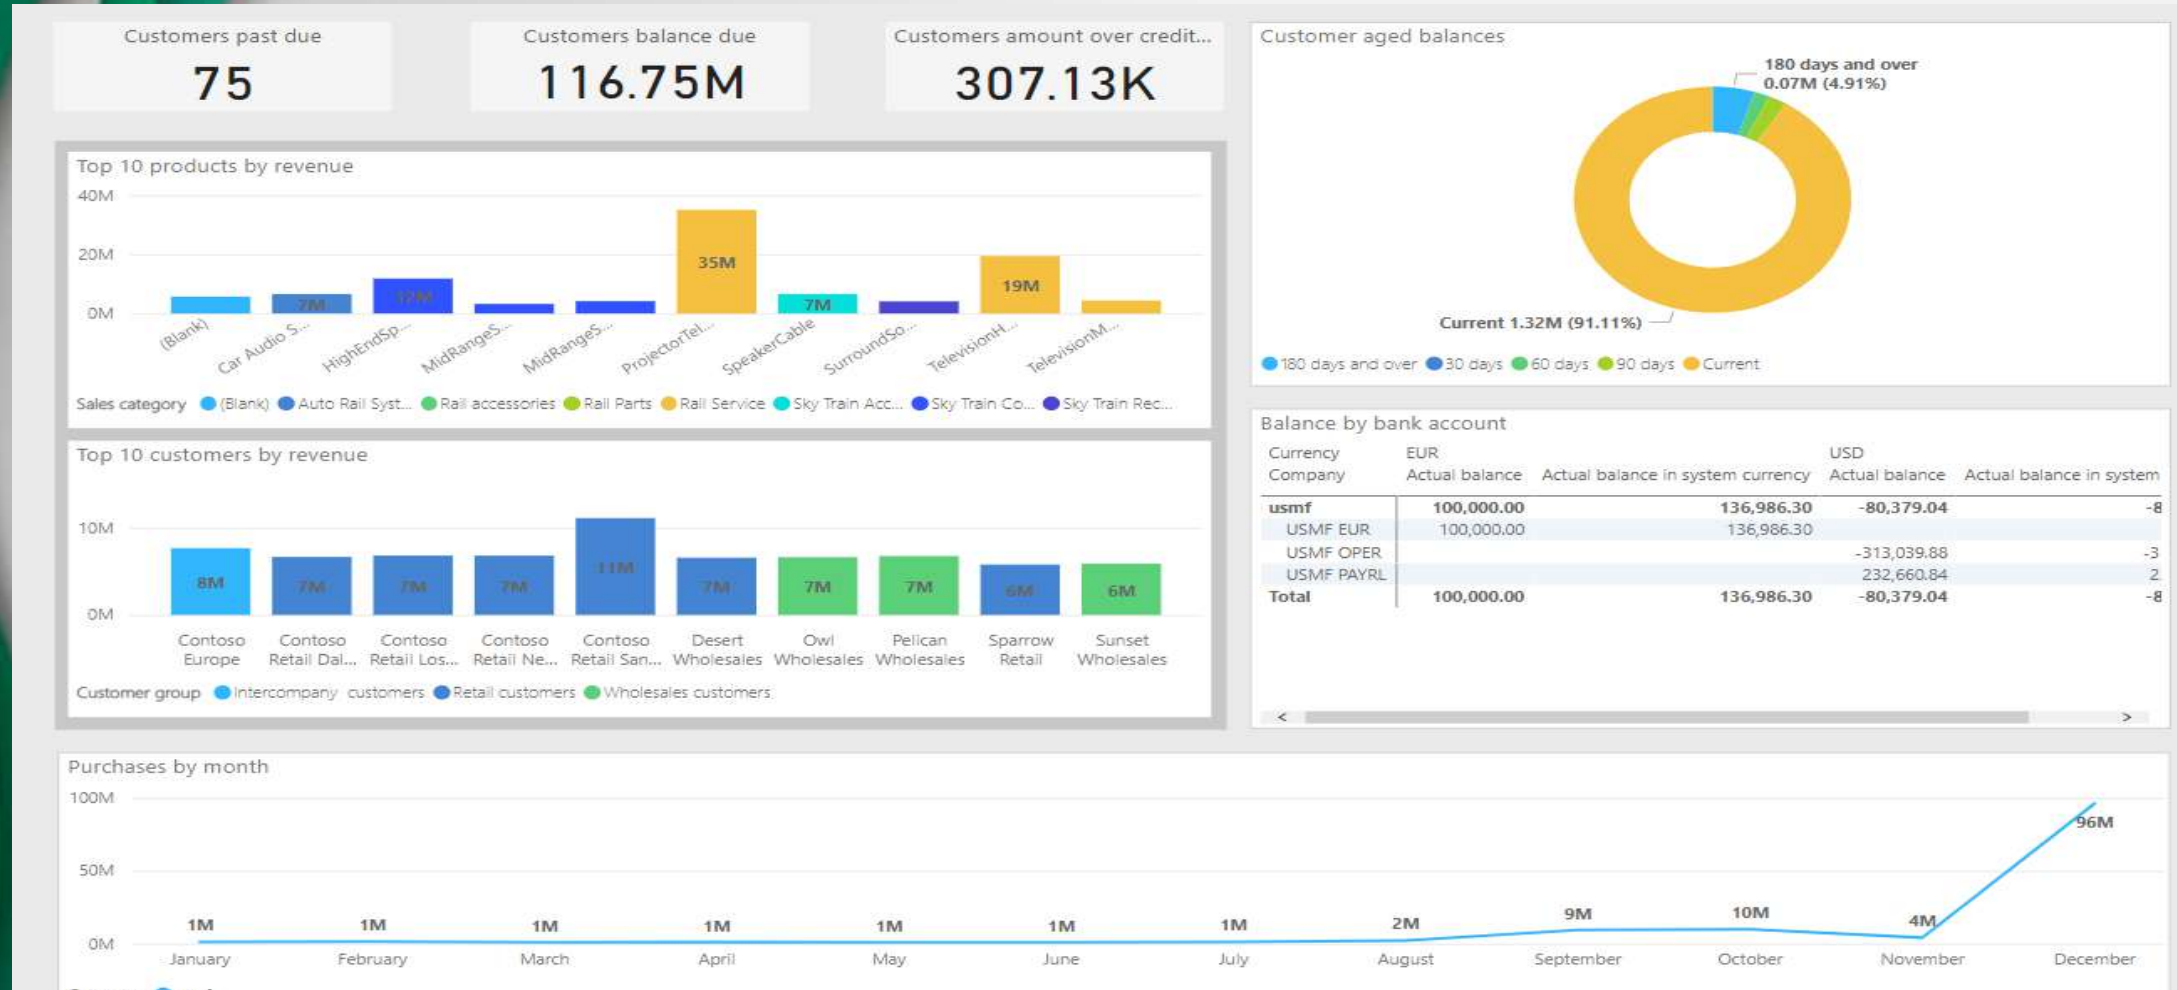 Customers past due
75
Customers balance due
116.75M
Customers amount over credit...
307.13K
Top 10 products by revenue
40M
20M
0M
7M
12M
35M
7M
19M
(Blank)
Car Audio S...
HighEndSp...
MidRangeS...
MidRangeS...
ProjectorTel...
SpeakerCable
SurroundSo...
TelevisionH...
TelevisionM...
Sales category (Blank) Auto Rail Syst... Rail accessories Rail Parts Rail Service Sky Train Acc... Sky Train Co... Sky Train Rec...
Top 10 customers by revenue
10M
0M
8M 7M 7M 7M 11M 7M 7M 7M 6M 6M
Contoso Contoso Contoso Contoso Contoso Desert Owl Pelican Sparrow Sunset
Europe Retail Dal... Retail Los... Retail Ne... Retail San... Wholesales Wholesales Wholesales Retail Wholesales
Customer group Intercompany customers Retail customers Wholesales customers
Customer aged balances
180 days and over
0.07M (4.91%)
Current 1.32M (91.11%)
180 days and over 30 days 60 days 90 days Current
Balance by bank account
Currency EUR USD
Company Actual balance Actual balance in system currency Actual balance Actual balance in system
usmf 100,000.00 136,986.30 -80,379.04 -8
USMF EUR 100,000.00 136,986.30
USMF OPER -313,039.88 -3
USMF PAYRL 232,660.84 2
Total 100,000.00 136,986.30 -80,379.04 -8
Purchases by month
100M
50M
0M
1M 1M 1M 1M 1M 1M 1M 2M 9M 10M 4M 96M
January February March April May June July August September October November December